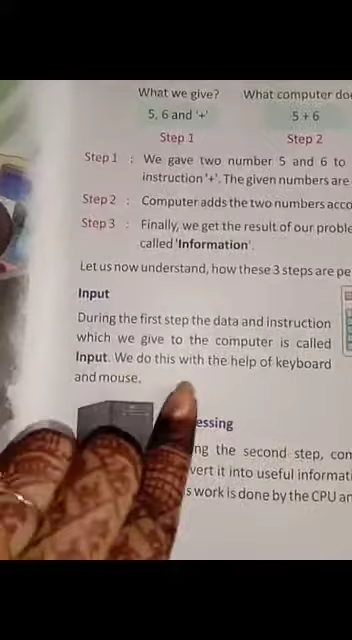 What we give? What computer doe
5, 6 and '+' 5 + 6
Step 1 Step 2
Step 1 : We gave two number 5 and 6 to
instruction '+'. The given numbers are
Step 2 : Computer adds the two numbers acco
Step 3 : Finally, we get the result of our proble
called 'Information'.
Let us now understand, how these 3 steps are pe
Input
During the first step the data and instruction
which we give to the computer is called
Input. We do this with the help of keyboard
and mouse.
essing
ng the second step, com
vert it into useful informati
s work is done by the CPU an